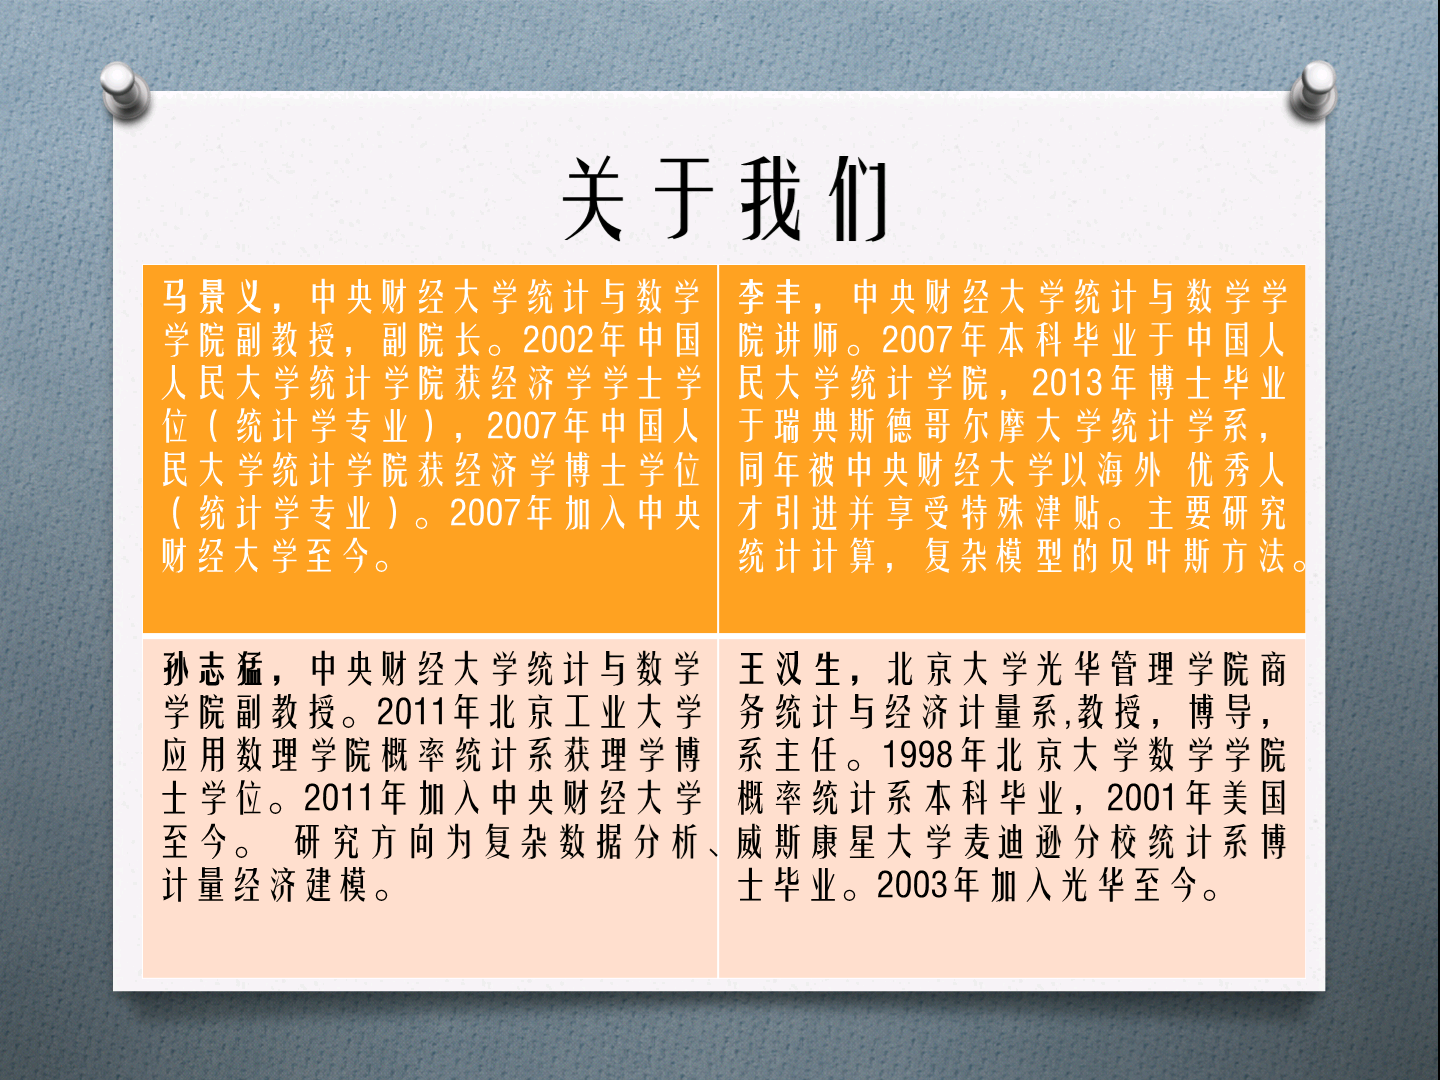 关于我们
马景义，中央财经大学统计与数学
学院副教授，副院长。2002年中国
人民大学统计学院获经济学学士学
位（统计学专业），2007年中国人
民大学统计学院获经济学博士学位
（统计学专业）。2007年加入中央
财经大学至今。
李丰，中央财经大学统计与数学学
院讲师。2007年本科毕业于中国人
民大学统计学院，2013年博士毕业
于瑞典斯德哥尔摩大学统计学系，
同年被中央财经大学以海外 优秀人
才引进并享受特殊津贴。主要研究
统计计算，复杂模型的贝叶斯方法。
孙志猛，中央财经大学统计与数学
学院副教授。2011年北京工业大学
应用数理学院概率统计系获理学博
士学位。2011年加入中央财经大学
至今。 研究方向为复杂数据分析、
计量经济建模。
王汉生，北京大学光华管理学院商
务统计与经济计量系,教授，博导，
系主任。1998年北京大学数学学院
概率统计系本科毕业，2001年美国
威斯康星大学麦迪逊分校统计系博
士毕业。2003年加入光华至今。